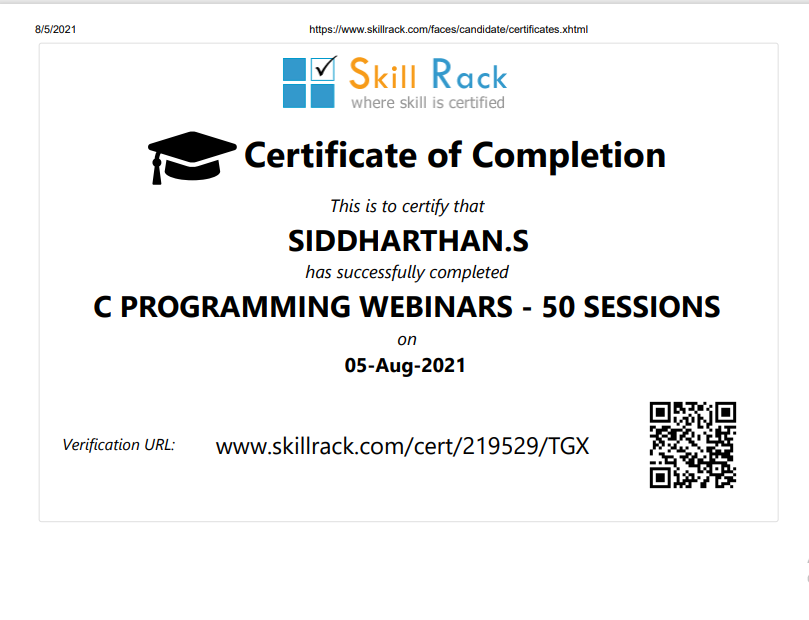 8/5/2021 https://www.skillrack.com/faces/candidate/certificates.xhtml
Skill Rack
where skill is certified
Certificate of Completion
This is to certify that
SIDDHARTHAN.S
has successfully completed
C PROGRAMMING WEBINARS - 50 SESSIONS
on
05-Aug-2021
Verification URL: www.skillrack.com/cert/219529/TGX